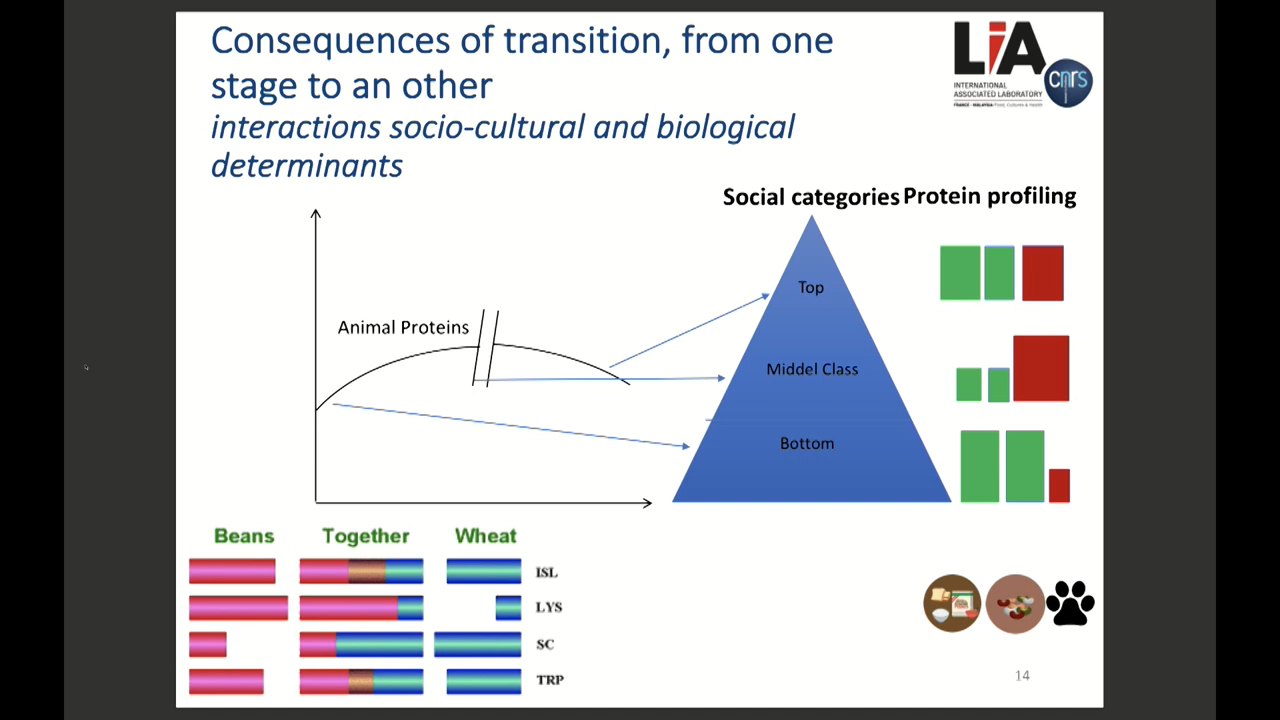 Consequences of transition, from one
stage to an other
interactions socio-cultural and biological
determinants
LiA
INTERNATIONAL
ASSOCIATED LABORATORY
FRANCE - MALAYSIA Food, Cultures & Health
cnrs
Social categories Protein profiling
Animal Proteins
Top
Middel Class
Bottom
Beans Together Wheat
ISL
LYS
SC
TRP
14